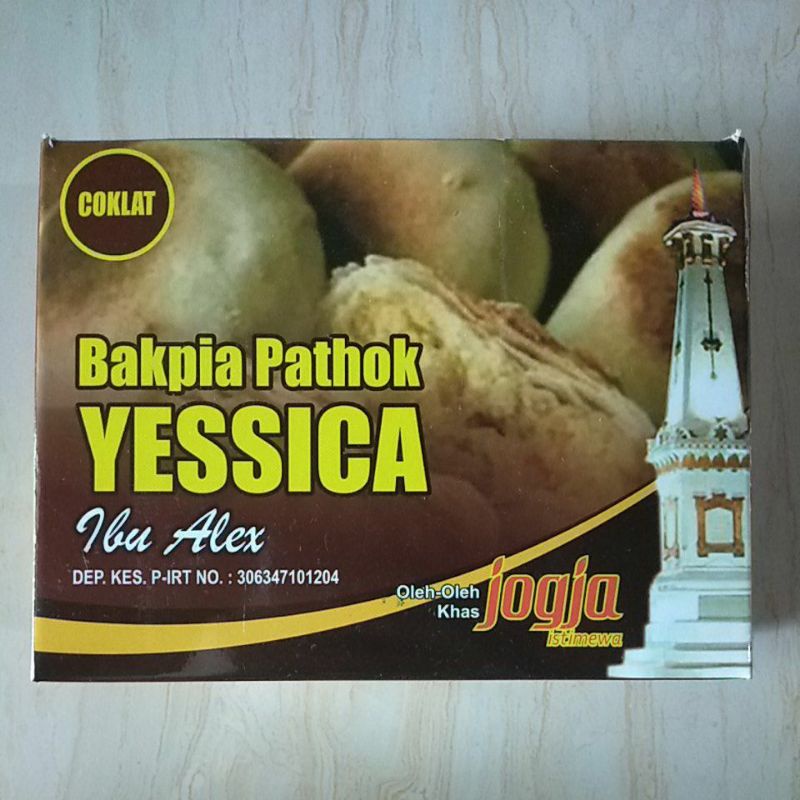 COKLAT
Bakpia Pathok
YESSICA
Ibu Alex
DEP. KES. P-IRT NO. : 306347101204
Oleh-Oleh
Khas jogja
istimewa